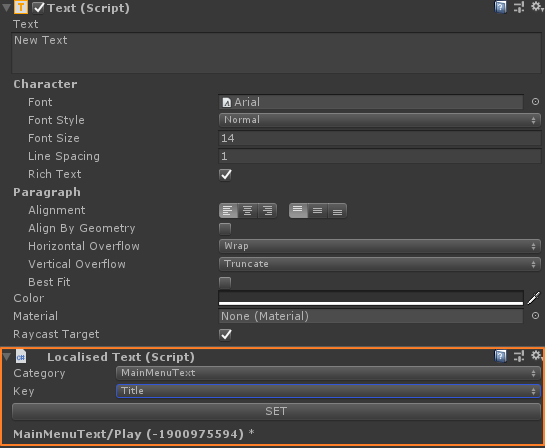 Text (Script)
Text
New Text
Character
Font Arial
Font Style Normal
Font Size 14
Line Spacing 1
Rich Text
Paragraph
Alignment
Align By Geometry
Horizontal Overflow Wrap
Vertical Overflow Truncate
Best Fit
Color
Material None (Material)
Raycast Target
Localised Text (Script)
Category MainMenuText
Key Title
SET
MainMenuText/Play (-1900975594) *